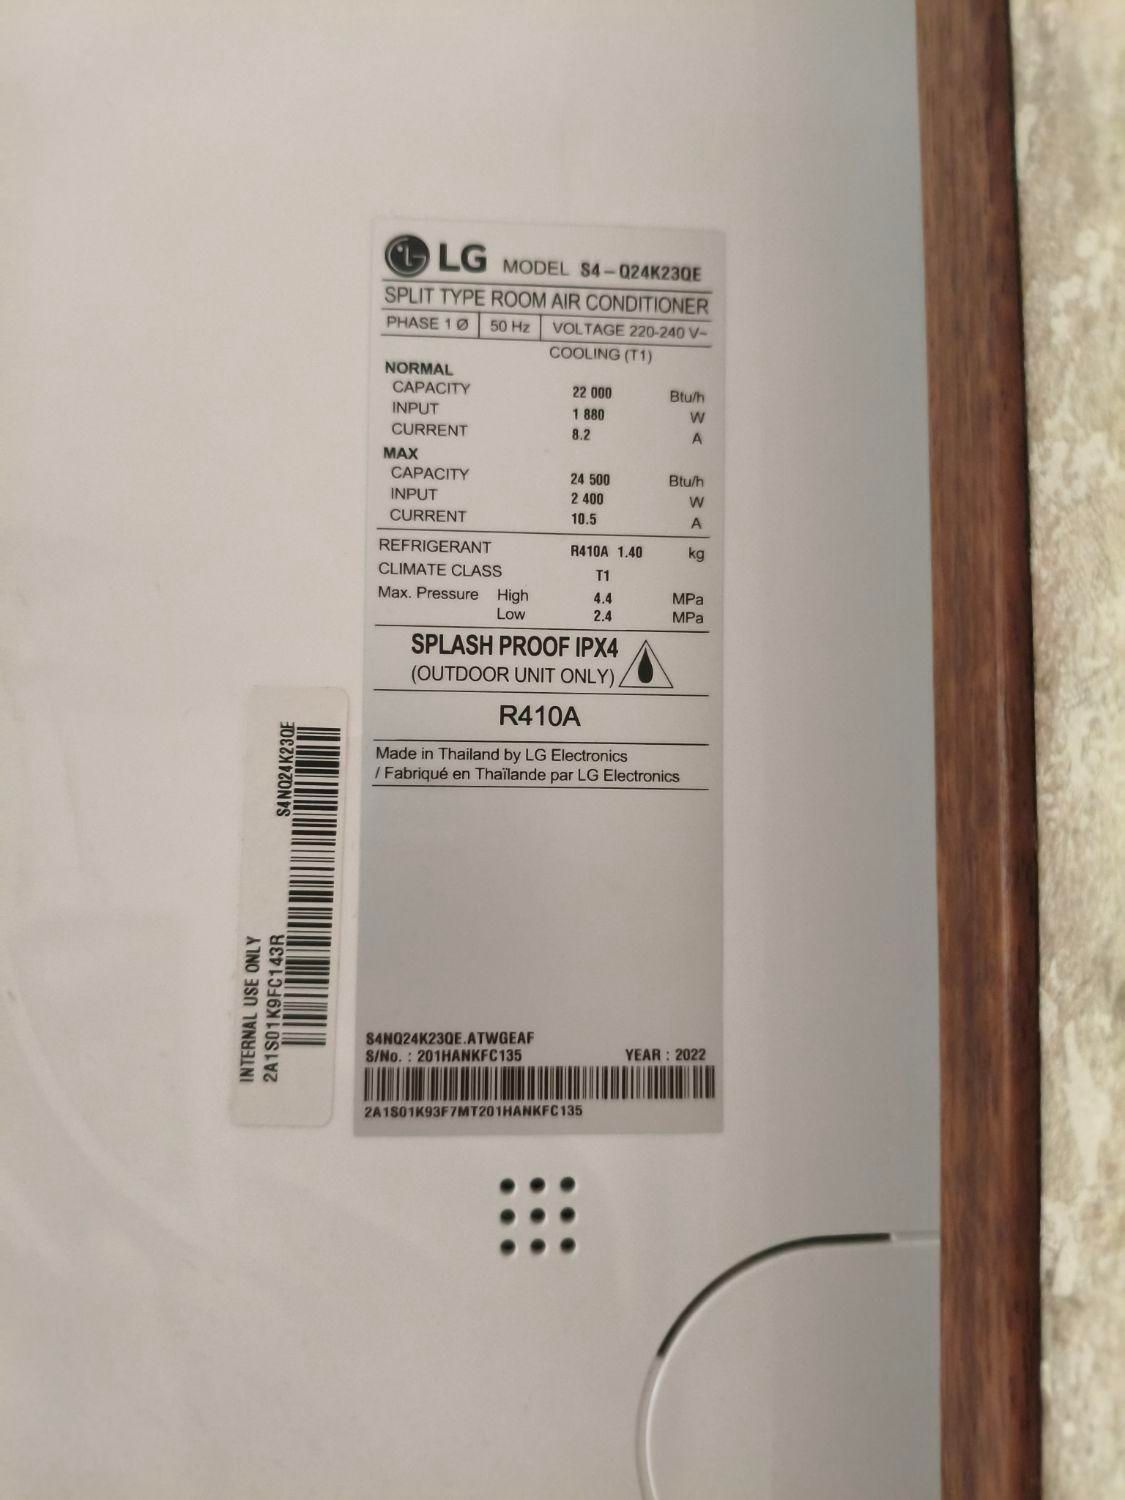 LG MODEL S4-Q24K23QE
SPLIT TYPE ROOM AIR CONDITIONER
PHASE 1 Ø 50 Hz VOLTAGE 220-240 V~
COOLING (T1)
NORMAL
CAPACITY 22 000 Btu/h
INPUT 1 880 W
CURRENT 8.2 A
MAX
CAPACITY 24 500 Btu/h
INPUT 2 400 W
CURRENT 10.5 A
REFRIGERANT R410A 1.40 kg
CLIMATE CLASS T1
Max. Pressure High 4.4 MPa
Low 2.4 MPa
SPLASH PROOF IPX4
(OUTDOOR UNIT ONLY)
R410A
Made in Thailand by LG Electronics
/ Fabriqué en Thaïlande par LG Electronics
S4NQ24K23QE.ATWGEAF
S/No. : 201HANKFC135 YEAR : 2022
2A1S01K93F7MT201HANKFC135
INTERNAL USE ONLY
2A1S01K9FC143R
S4NQ24K23QE